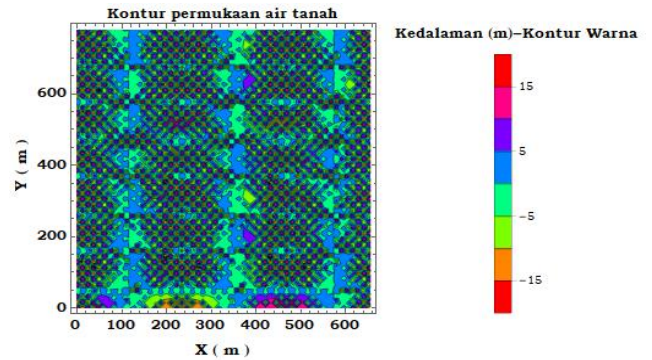 Kontur permukaan air tanah
Kedalaman (m)–Kontur Warna
15
5
-5
-15
Y ( m )
600
400
200
0
0 100 200 300 400 500 600
X ( m )